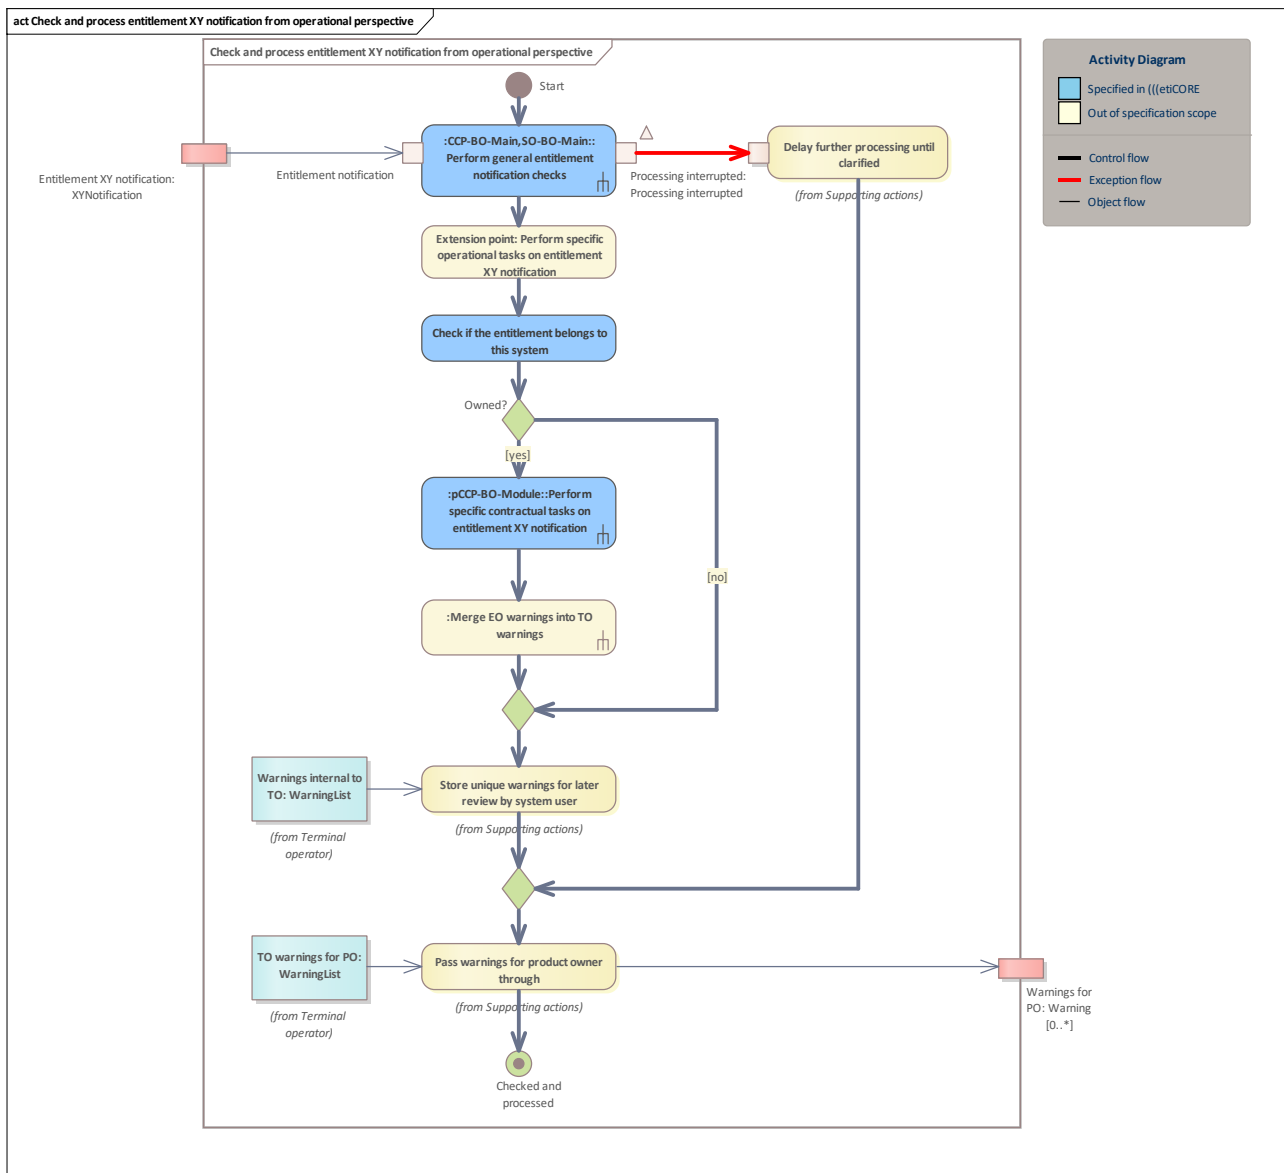 act Check and process entitlement XY notification from operational perspective
Check and process entitlement XY notification from operational perspective
Activity Diagram
Specified in (((etiCORE
Out of specification scope
Control flow
Exception flow
Object flow
Start
:CCP-BO-Main,SO-BO-Main::
Perform general entitlement
notification checks
Delay further processing until
clarified
(from Supporting actions)
Entitlement XY notification:
XYNotification
Entitlement notification
Processing interrupted:
Processing interrupted
Extension point: Perform specific
operational tasks on entitlement
XY notification
Check if the entitlement belongs to
this system
Owned?
[yes]
:pCCP-BO-Module::Perform
specific contractual tasks on
entitlement XY notification
[no]
:Merge EO warnings into TO
warnings
Warnings internal to
TO: WarningList
(from Terminal
operator)
Store unique warnings for later
review by system user
(from Supporting actions)
TO warnings for PO:
WarningList
(from Terminal
operator)
Pass warnings for product owner
through
(from Supporting actions)
Warnings for
PO: Warning
[0..*]
Checked and
processed